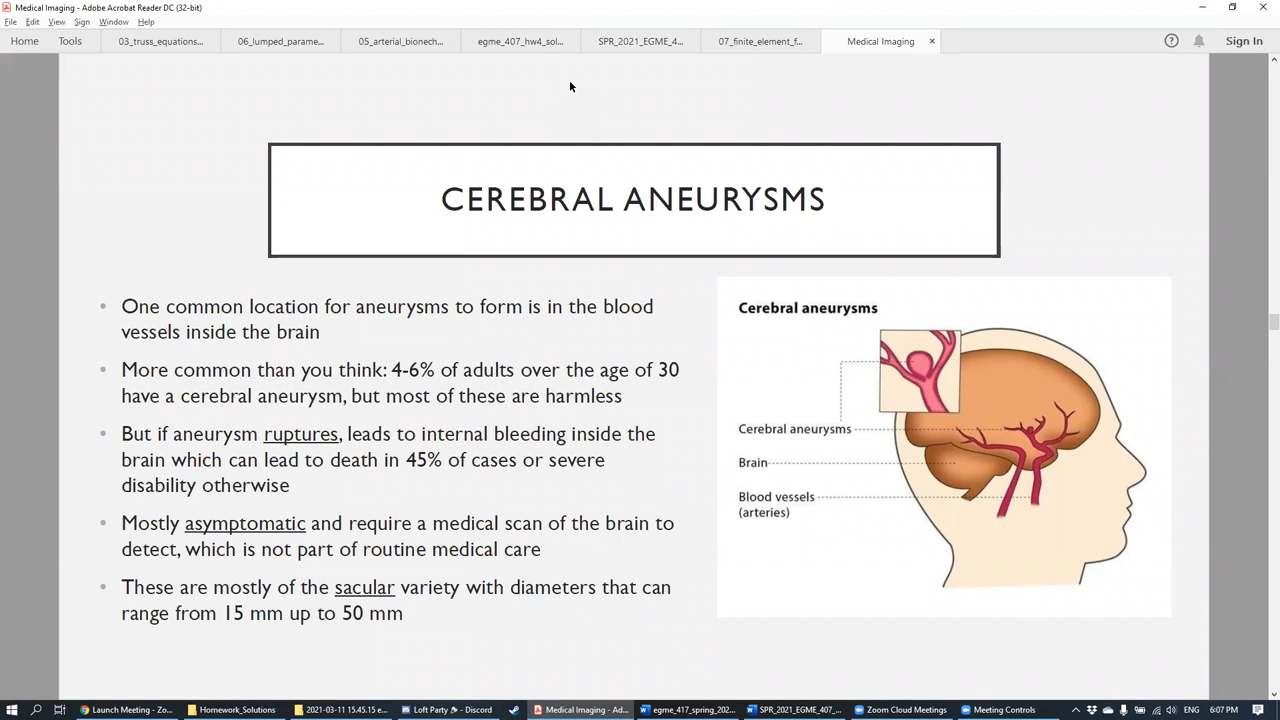 Medical Imaging - Adobe Acrobat Reader DC (32-bit)
File Edit View Sign Window Help
Home Tools 03_truss_equations... 06_lumped_parame... 05_arterial_bionech... egme_407_hw4_sol... SPR_2021_EGME_4... 07_finite_element_f... Medical Imaging × ? Sign In
CEREBRAL ANEURYSMS
• One common location for aneurysms to form is in the blood
vessels inside the brain
• More common than you think: 4-6% of adults over the age of 30
have a cerebral aneurysm, but most of these are harmless
• But if aneurysm ruptures, leads to internal bleeding inside the
brain which can lead to death in 45% of cases or severe
disability otherwise
• Mostly asymptomatic and require a medical scan of the brain to
detect, which is not part of routine medical care
• These are mostly of the sacular variety with diameters that can
range from 15 mm up to 50 mm
Cerebral aneurysms
Cerebral aneurysms
Brain
Blood vessels
(arteries)
Launch Meeting - Zo... Homework_Solutions 2021-03-11 15.45.15 e... Loft Party - Discord Medical Imaging - Ad... egme_417_spring_202... SPR_2021_EGME_407_... Zoom Cloud Meetings Meeting Controls ENG 6:07 PM